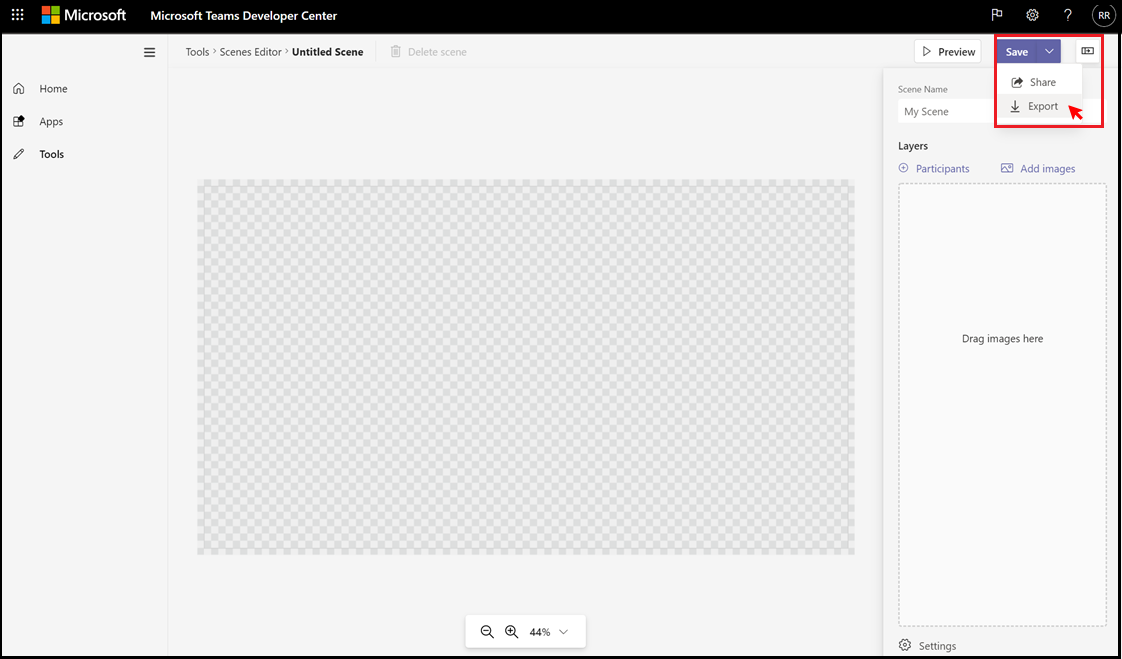 Microsoft Microsoft Teams Developer Center ? RR
Tools > Scenes Editor > Untitled Scene Delete scene Preview Save
Share
Export
Home
Apps
Tools
Scene Name
My Scene
Layers
Participants Add images
Drag images here
44%
Settings